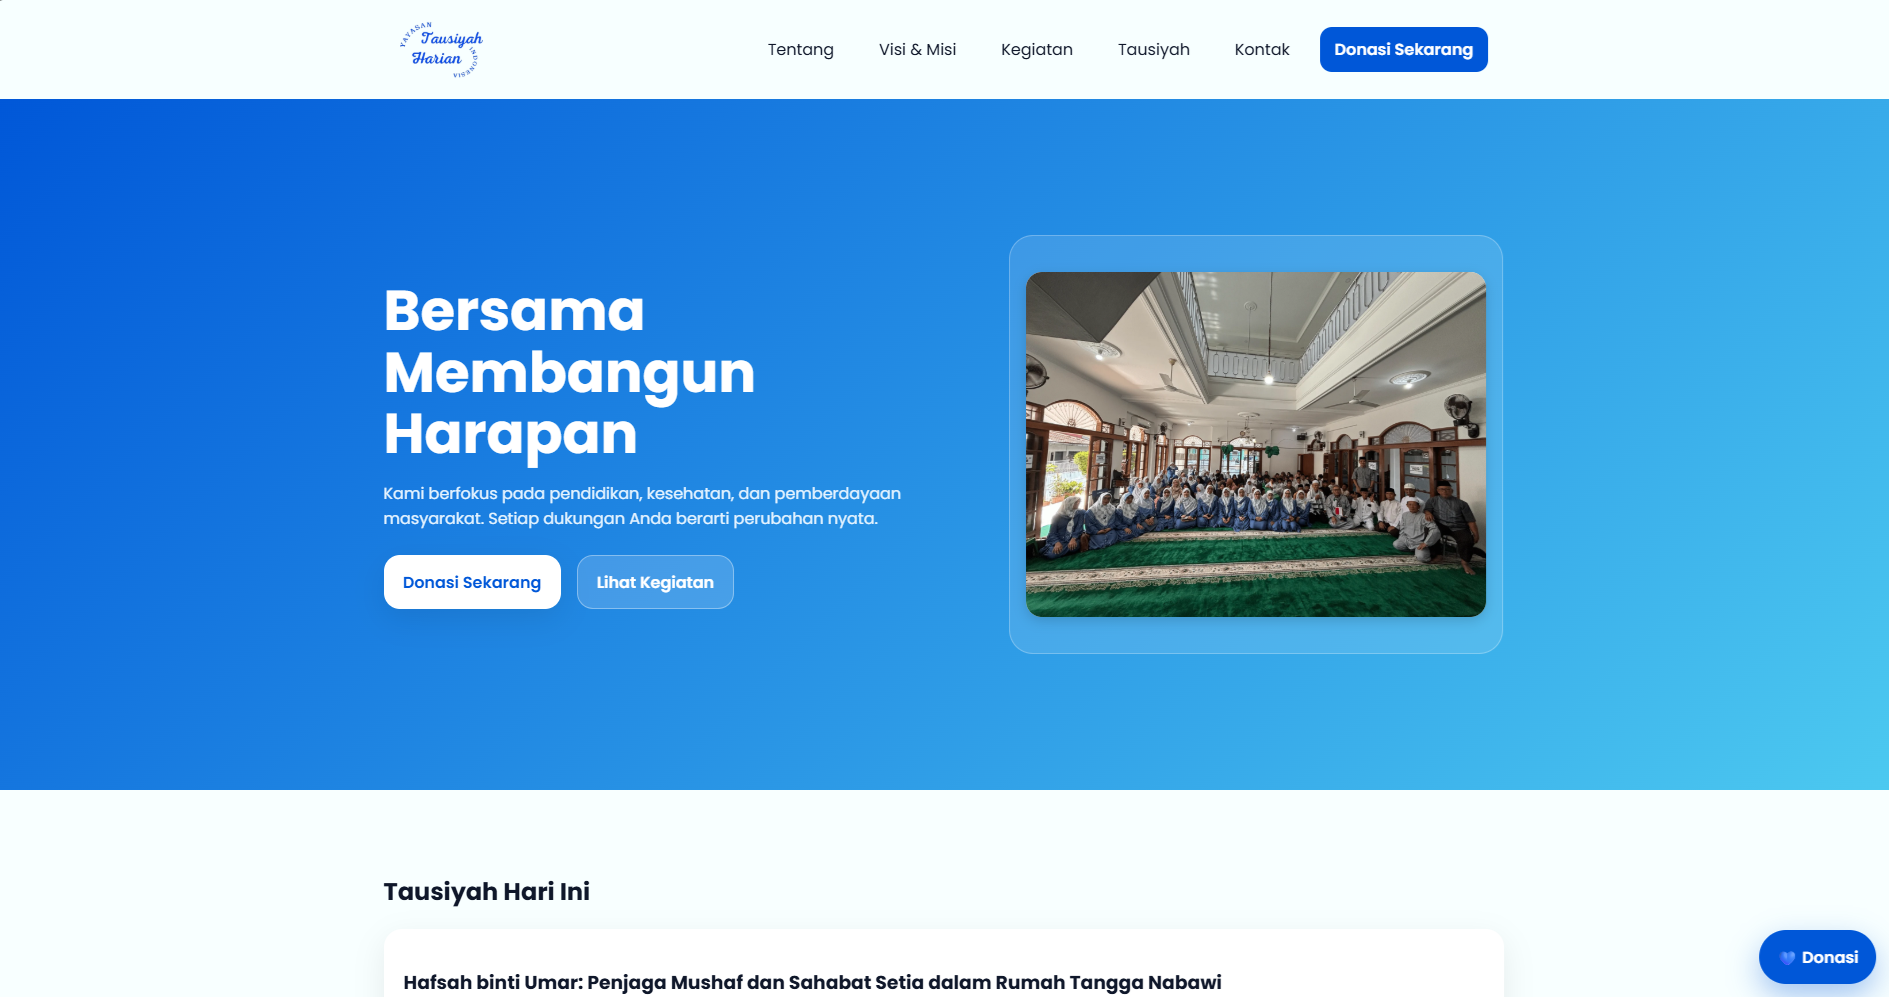 YAYASAN
Tausiyah
Harian
INDONESIA
Tentang
Visi & Misi
Kegiatan
Tausiyah
Kontak
Donasi Sekarang
Bersama
Membangun
Harapan
Kami berfokus pada pendidikan, kesehatan, dan pemberdayaan
masyarakat. Setiap dukungan Anda berarti perubahan nyata.
Donasi Sekarang
Lihat Kegiatan
Tausiyah Hari Ini
Hafsah binti Umar: Penjaga Mushaf dan Sahabat Setia dalam Rumah Tangga Nabawi
💙 Donasi